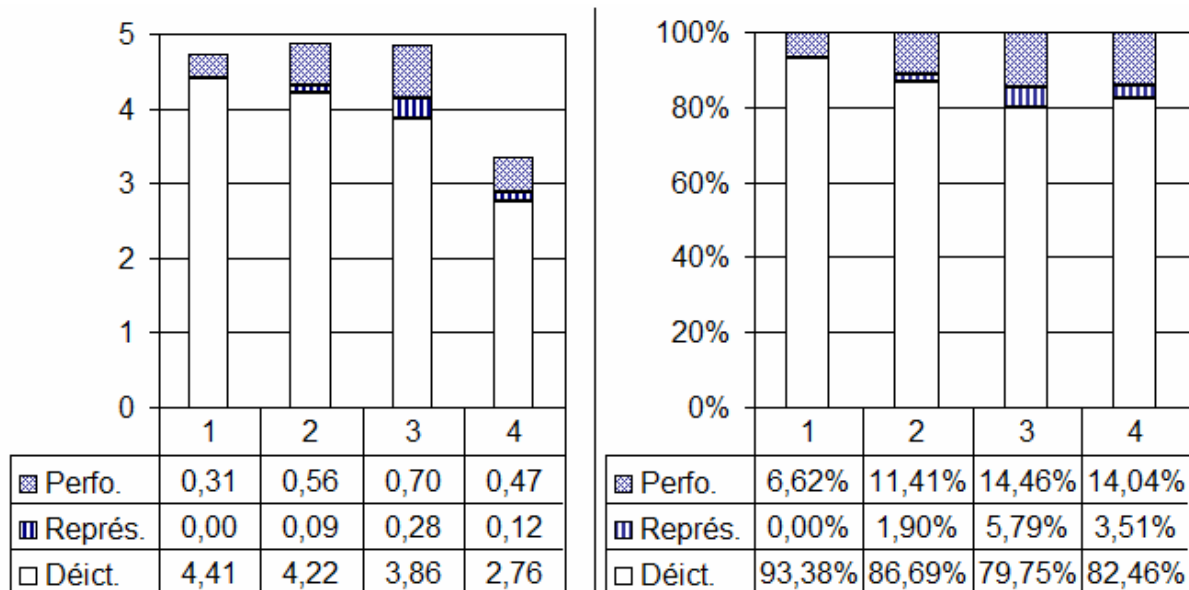 5
4
3
2
1
0
1 2 3 4
Perfo. 0,31 0,56 0,70 0,47
Représ. 0,00 0,09 0,28 0,12
Déict. 4,41 4,22 3,86 2,76
100%
80%
60%
40%
20%
0%
1 2 3 4
Perfo. 6,62% 11,41% 14,46% 14,04%
Représ. 0,00% 1,90% 5,79% 3,51%
Déict. 93,38% 86,69% 79,75% 82,46%